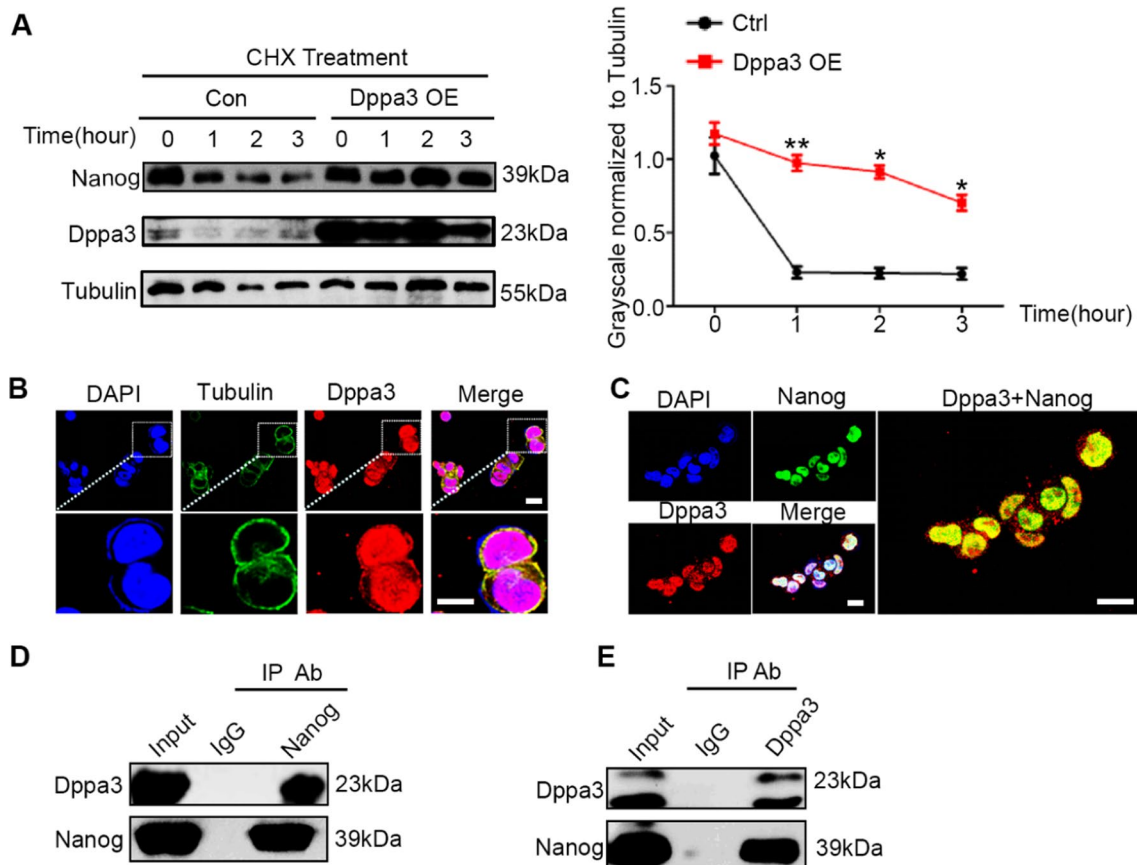 A
CHX Treatment
Con Dppa3 OE
Time(hour) 0 1 2 3 0 1 2 3
Nanog 39kDa
Dppa3 23kDa
Tubulin 55kDa
Ctrl
Dppa3 OE
Grayscale normalized to Tubulin
1.5
1.0
0.5
0.0
** * *
0 1 2 3 Time(hour)
B
DAPI Tubulin Dppa3 Merge
C
DAPI Nanog Dppa3+Nanog
Dppa3 Merge
D
IP Ab
Input IgG Nanog
Dppa3 23kDa
Nanog 39kDa
E
IP Ab
Input IgG Dppa3
Dppa3 23kDa
Nanog 39kDa